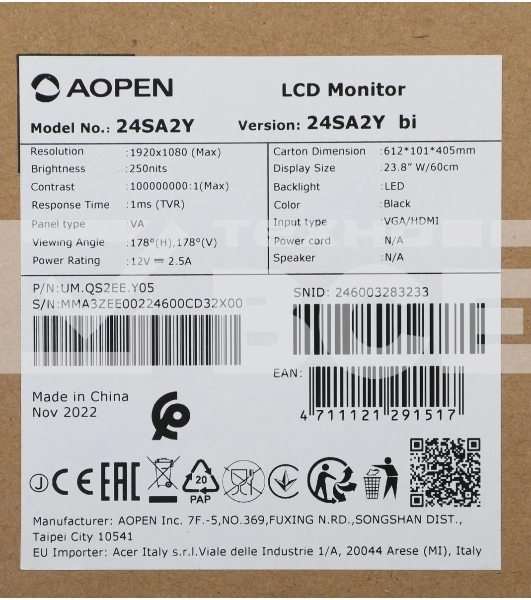 AOPEN
LCD Monitor
Model No.: 24SA2Y
Version: 24SA2Y bi
Resolution :1920x1080 (Max)
Brightness :250nits
Contrast :100000000:1(Max)
Response Time :1ms (TVR)
Panel type :VA
Viewing Angle :178°(H),178°(V)
Power Rating :12V ⎓ 2.5A
Carton Dimension :612*101*405mm
Display Size :23.8" W/60cm
Backlight :LED
Color :Black
Input type :VGA/HDMI
Power cord :N/A
Speaker :N/A
P/N:UM.QS2EE.Y05
S/N:MMA3ZEE00224600CD32X00
SNID: 246003283233
EAN:
4 711121 291517
Made in China
Nov 2022
J CE EAC
20
PAP
Manufacturer: AOPEN Inc. 7F.-5,NO.369,FUXING N.RD.,SONGSHAN DIST.,
Taipei City 10541
EU Importer: Acer Italy s.r.l.Viale delle Industrie 1/A, 20044 Arese (MI), Italy